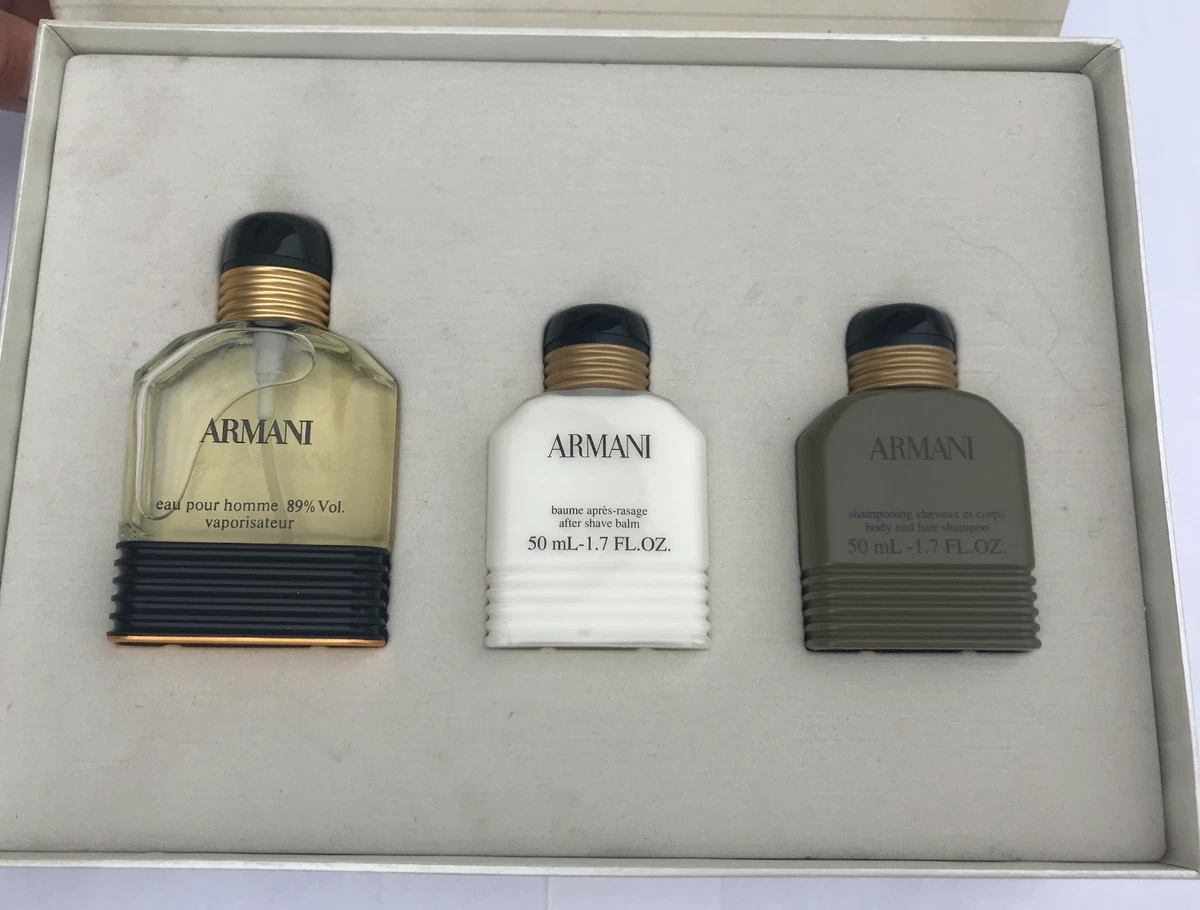 ARMANI
eau pour homme 89% Vol.
vaporisateur
ARMANI
baume après-rasage
after shave balm
50 mL-1.7 FL.OZ.
ARMANI
shampooing cheveux et corps
body and hair shampoo
50 mL -1.7 FL.OZ.